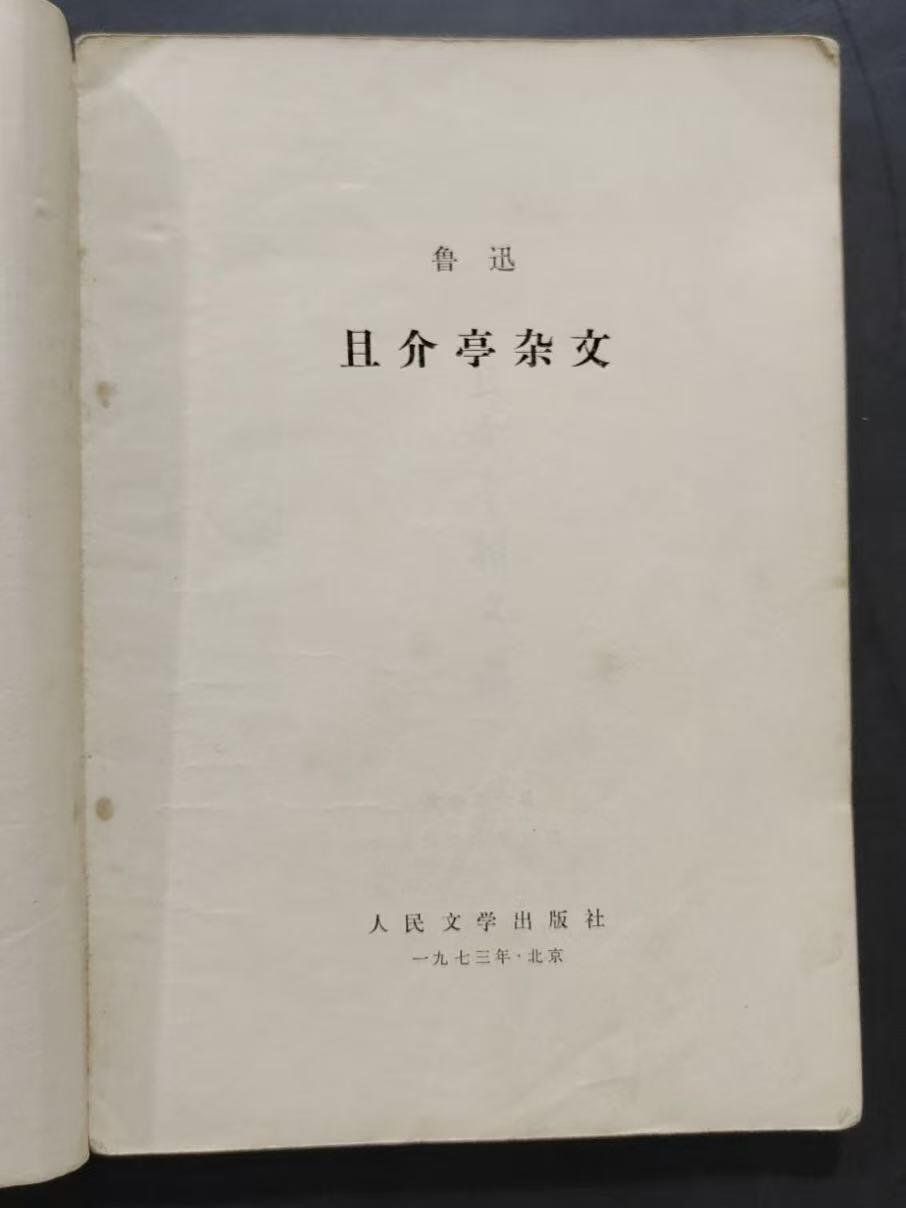 鲁迅
且介亭杂文
人民文学出版社
一九七三年·北京